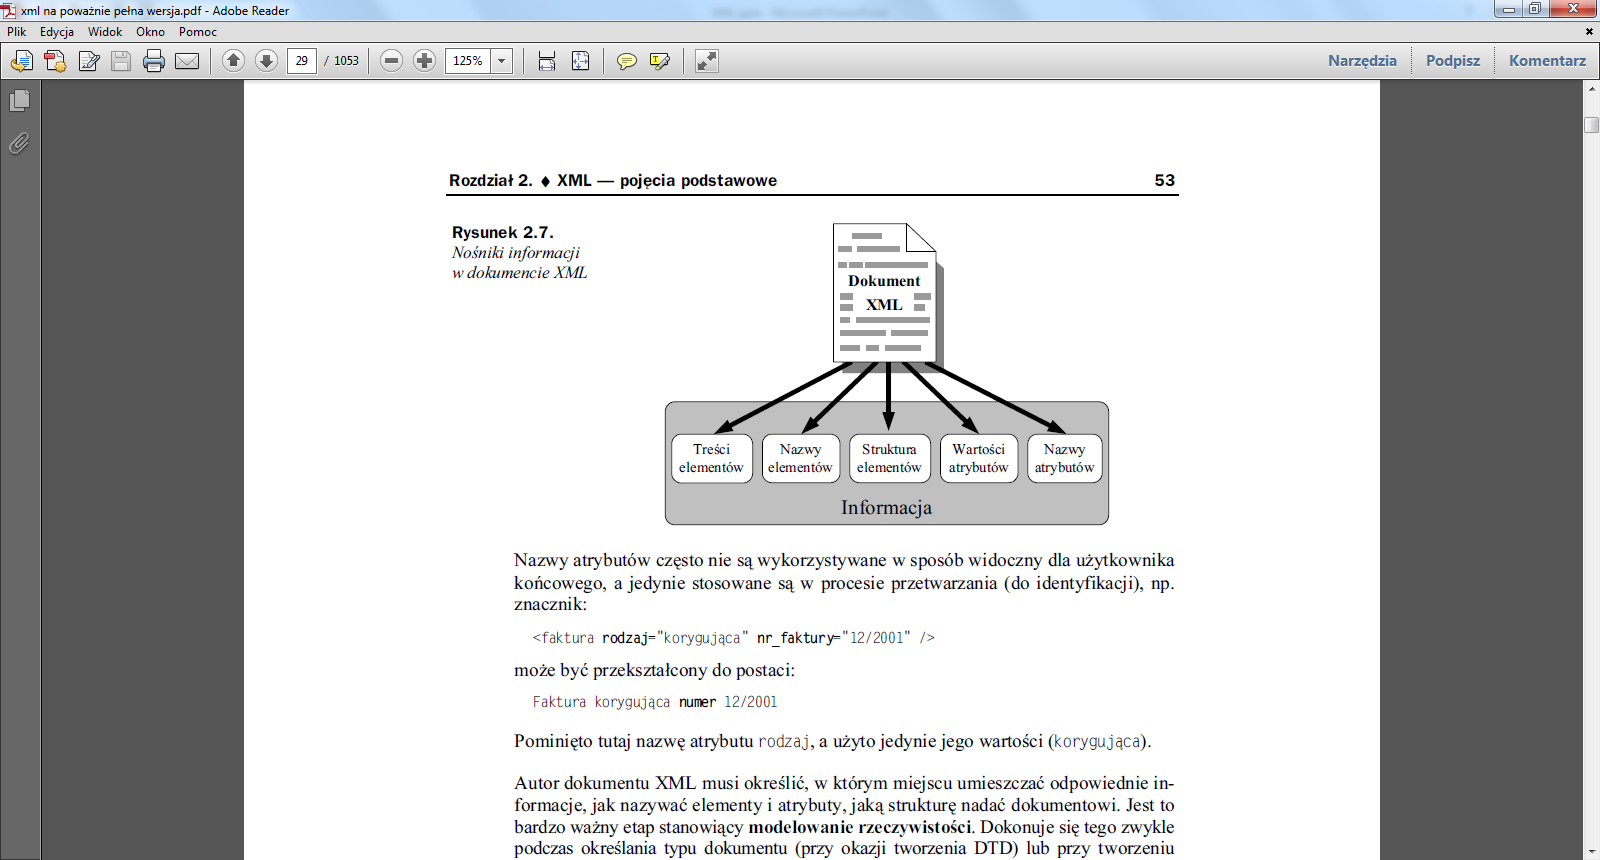 xml na poważnie pełna wersja.pdf - Adobe Reader
Plik Edycja Widok Okno Pomoc
29 / 1053 125% Narzędzia Podpisz Komentarz
Rozdział 2. ♦ XML — pojęcia podstawowe 53
Rysunek 2.7.
Nośniki informacji
w dokumencie XML
Dokument
XML
Treści elementów
Nazwy elementów
Struktura elementów
Wartości atrybutów
Nazwy atrybutów
Informacja
Nazwy atrybutów często nie są wykorzystywane w sposób widoczny dla użytkownika
końcowego, a jedynie stosowane są w procesie przetwarzania (do identyfikacji), np.
znacznik:
<faktura rodzaj="korygująca" nr_faktury="12/2001" />
może być przekształcony do postaci:
Faktura korygująca numer 12/2001
Pominięto tutaj nazwę atrybutu rodzaj, a użyto jedynie jego wartości (korygująca).
Autor dokumentu XML musi określić, w którym miejscu umieszczać odpowiednie in-
formacje, jak nazywać elementy i atrybuty, jaką strukturę nadać dokumentowi. Jest to
bardzo ważny etap stanowiący modelowanie rzeczywistości. Dokonuje się tego zwykle
podczas określania typu dokumentu (przy okazji tworzenia DTD) lub przy tworzeniu